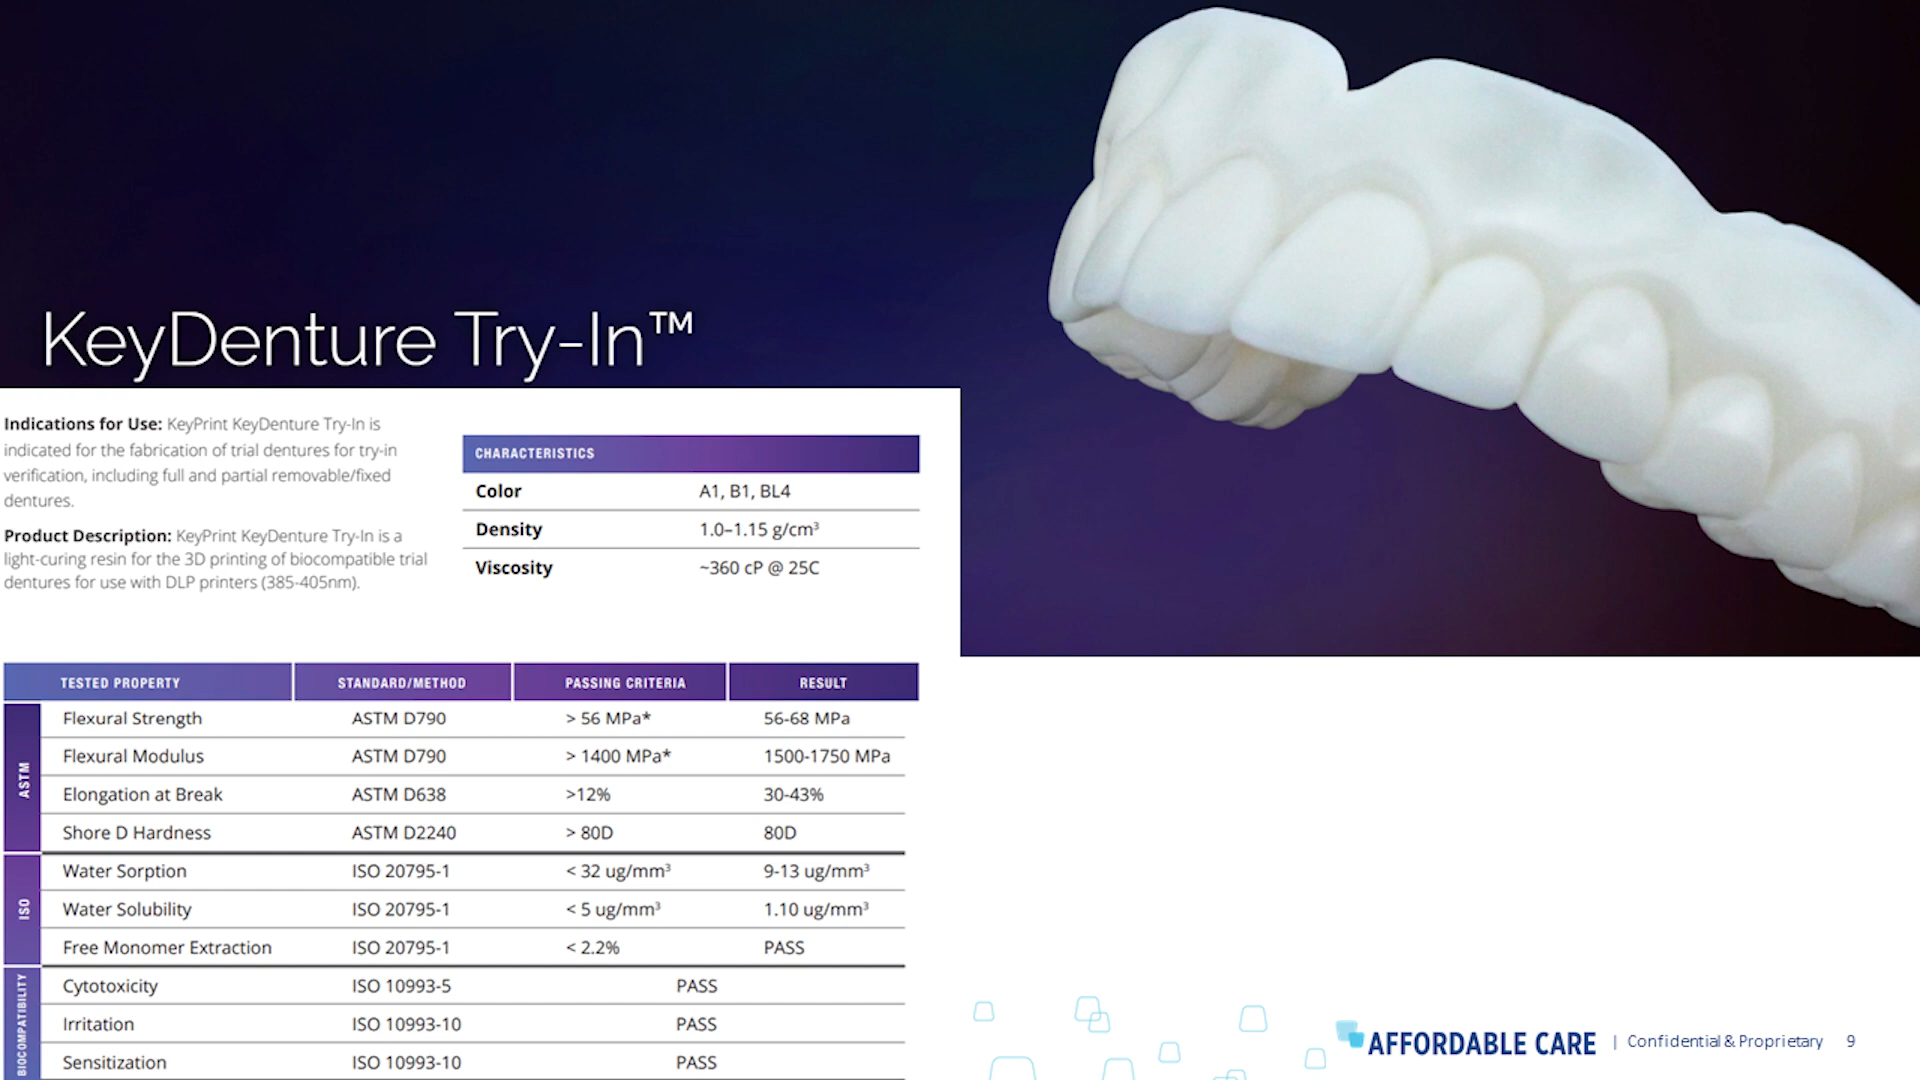 KeyDenture Try-In™
Indications for Use: KeyPrint KeyDenture Try-In is
indicated for the fabrication of trial dentures for try-in
verification, including full and partial removable/fixed
dentures.
Product Description: KeyPrint KeyDenture Try-In is a
light-curing resin for the 3D printing of biocompatible trial
dentures for use with DLP printers (385-405nm).
CHARACTERISTICS
Color A1, B1, BL4
Density 1.0–1.15 g/cm³
Viscosity ~360 cP @ 25C
TESTED PROPERTY STANDARD/METHOD PASSING CRITERIA RESULT
ASTM
Flexural Strength ASTM D790 > 56 MPa* 56-68 MPa
Flexural Modulus ASTM D790 > 1400 MPa* 1500-1750 MPa
Elongation at Break ASTM D638 >12% 30-43%
Shore D Hardness ASTM D2240 > 80D 80D
ISO
Water Sorption ISO 20795-1 < 32 ug/mm³ 9-13 ug/mm³
Water Solubility ISO 20795-1 < 5 ug/mm³ 1.10 ug/mm³
Free Monomer Extraction ISO 20795-1 < 2.2% PASS
BIOCOMPATIBILITY
Cytotoxicity ISO 10993-5 PASS
Irritation ISO 10993-10 PASS
Sensitization ISO 10993-10 PASS
AFFORDABLE CARE | Confidential & Proprietary 9